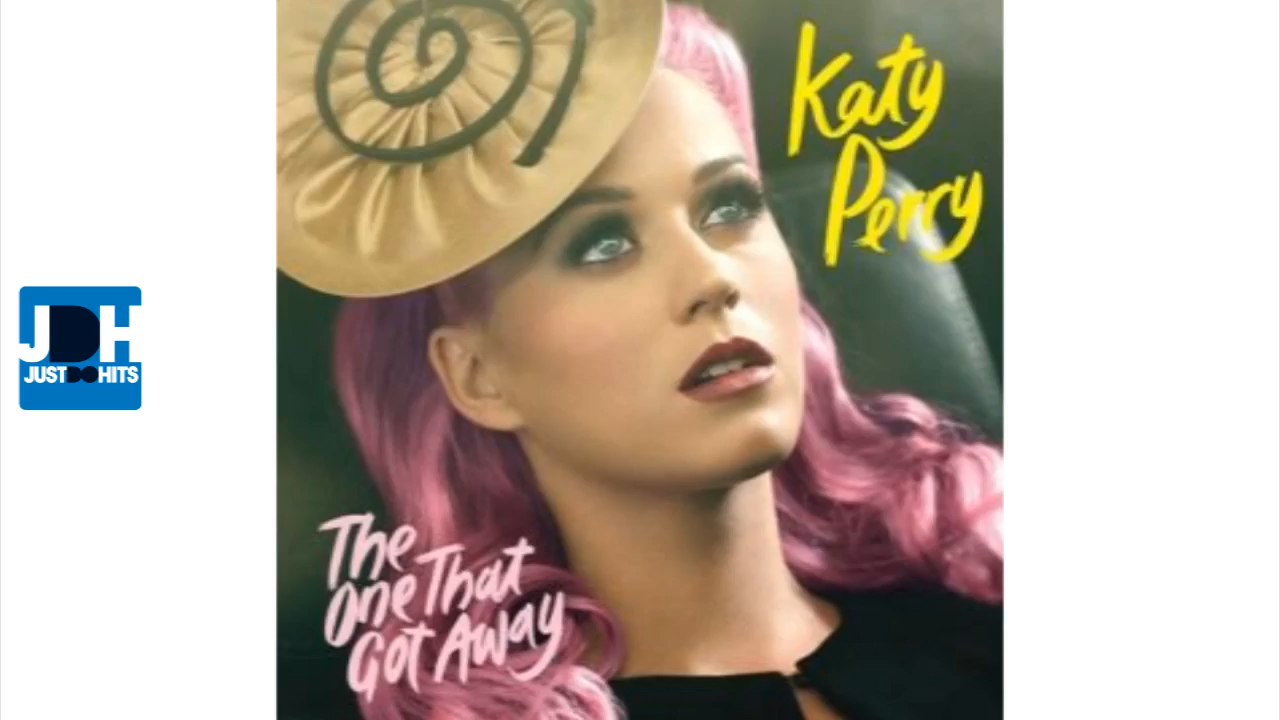 Katy
Perry
JDH
JUST DO HITS
The
One That
Got Away